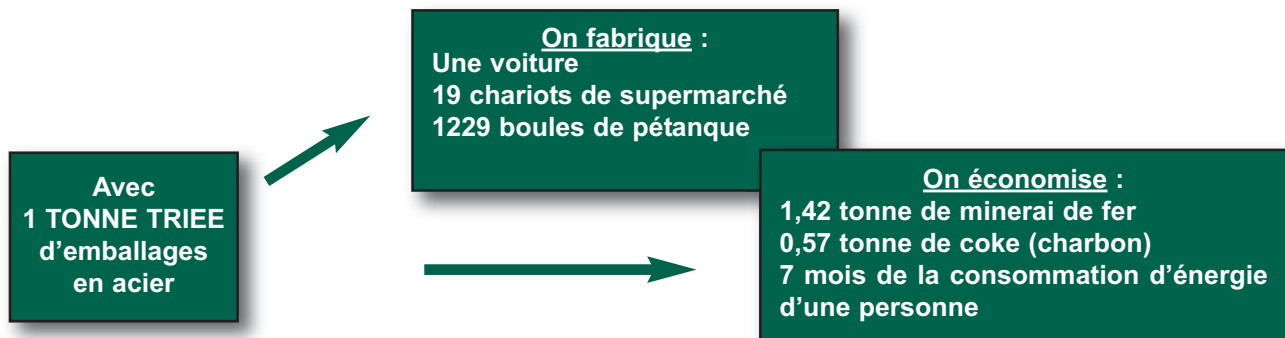 Avec
1 TONNE TRIEE
d’emballages
en acier
On fabrique :
Une voiture
19 chariots de supermarché
1229 boules de pétanque
On économise :
1,42 tonne de minerai de fer
0,57 tonne de coke (charbon)
7 mois de la consommation d’énergie
d’une personne